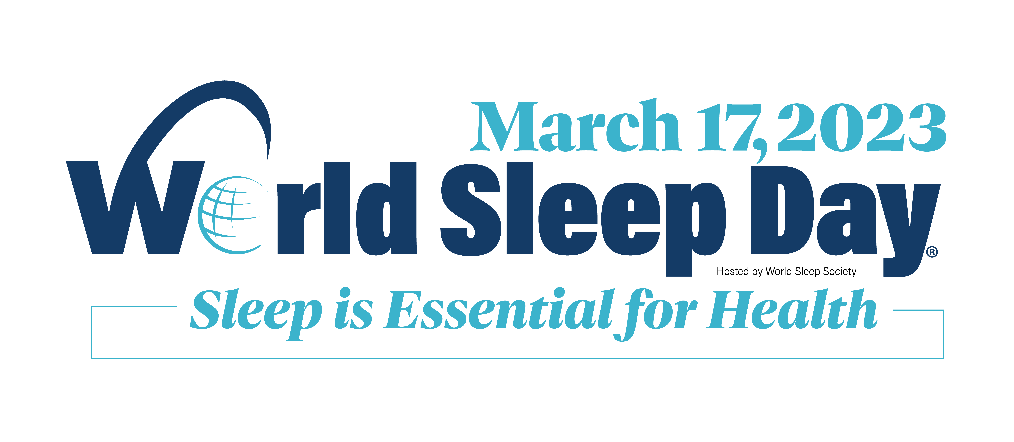 March 17, 2023
World Sleep Day®
Hosted by World Sleep Society
Sleep is Essential for Health